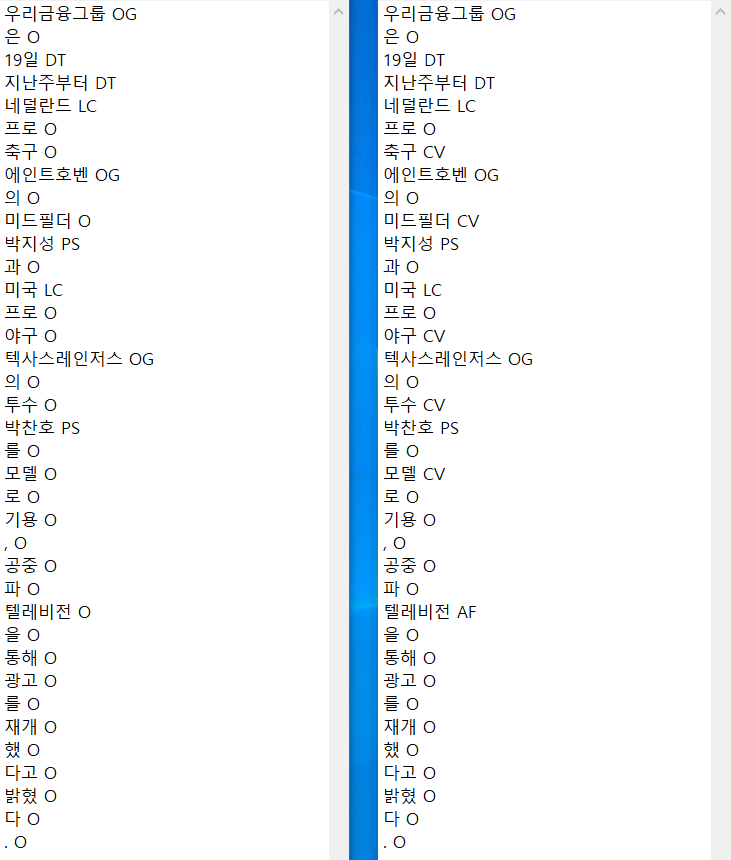 우리금융그룹 OG
은 O
19일 DT
지난주부터 DT
네덜란드 LC
프로 O
축구 O
에인트호벤 OG
의 O
미드필더 O
박지성 PS
과 O
미국 LC
프로 O
야구 O
텍사스레인저스 OG
의 O
투수 O
박찬호 PS
를 O
모델 O
로 O
기용 O
, O
공중 O
파 O
텔레비전 O
을 O
통해 O
광고 O
를 O
재개 O
했 O
다고 O
밝혔 O
다 O
. O
우리금융그룹 OG
은 O
19일 DT
지난주부터 DT
네덜란드 LC
프로 O
축구 CV
에인트호벤 OG
의 O
미드필더 CV
박지성 PS
과 O
미국 LC
프로 O
야구 CV
텍사스레인저스 OG
의 O
투수 CV
박찬호 PS
를 O
모델 CV
로 O
기용 O
, O
공중 O
파 O
텔레비전 AF
을 O
통해 O
광고 O
를 O
재개 O
했 O
다고 O
밝혔 O
다 O
. O